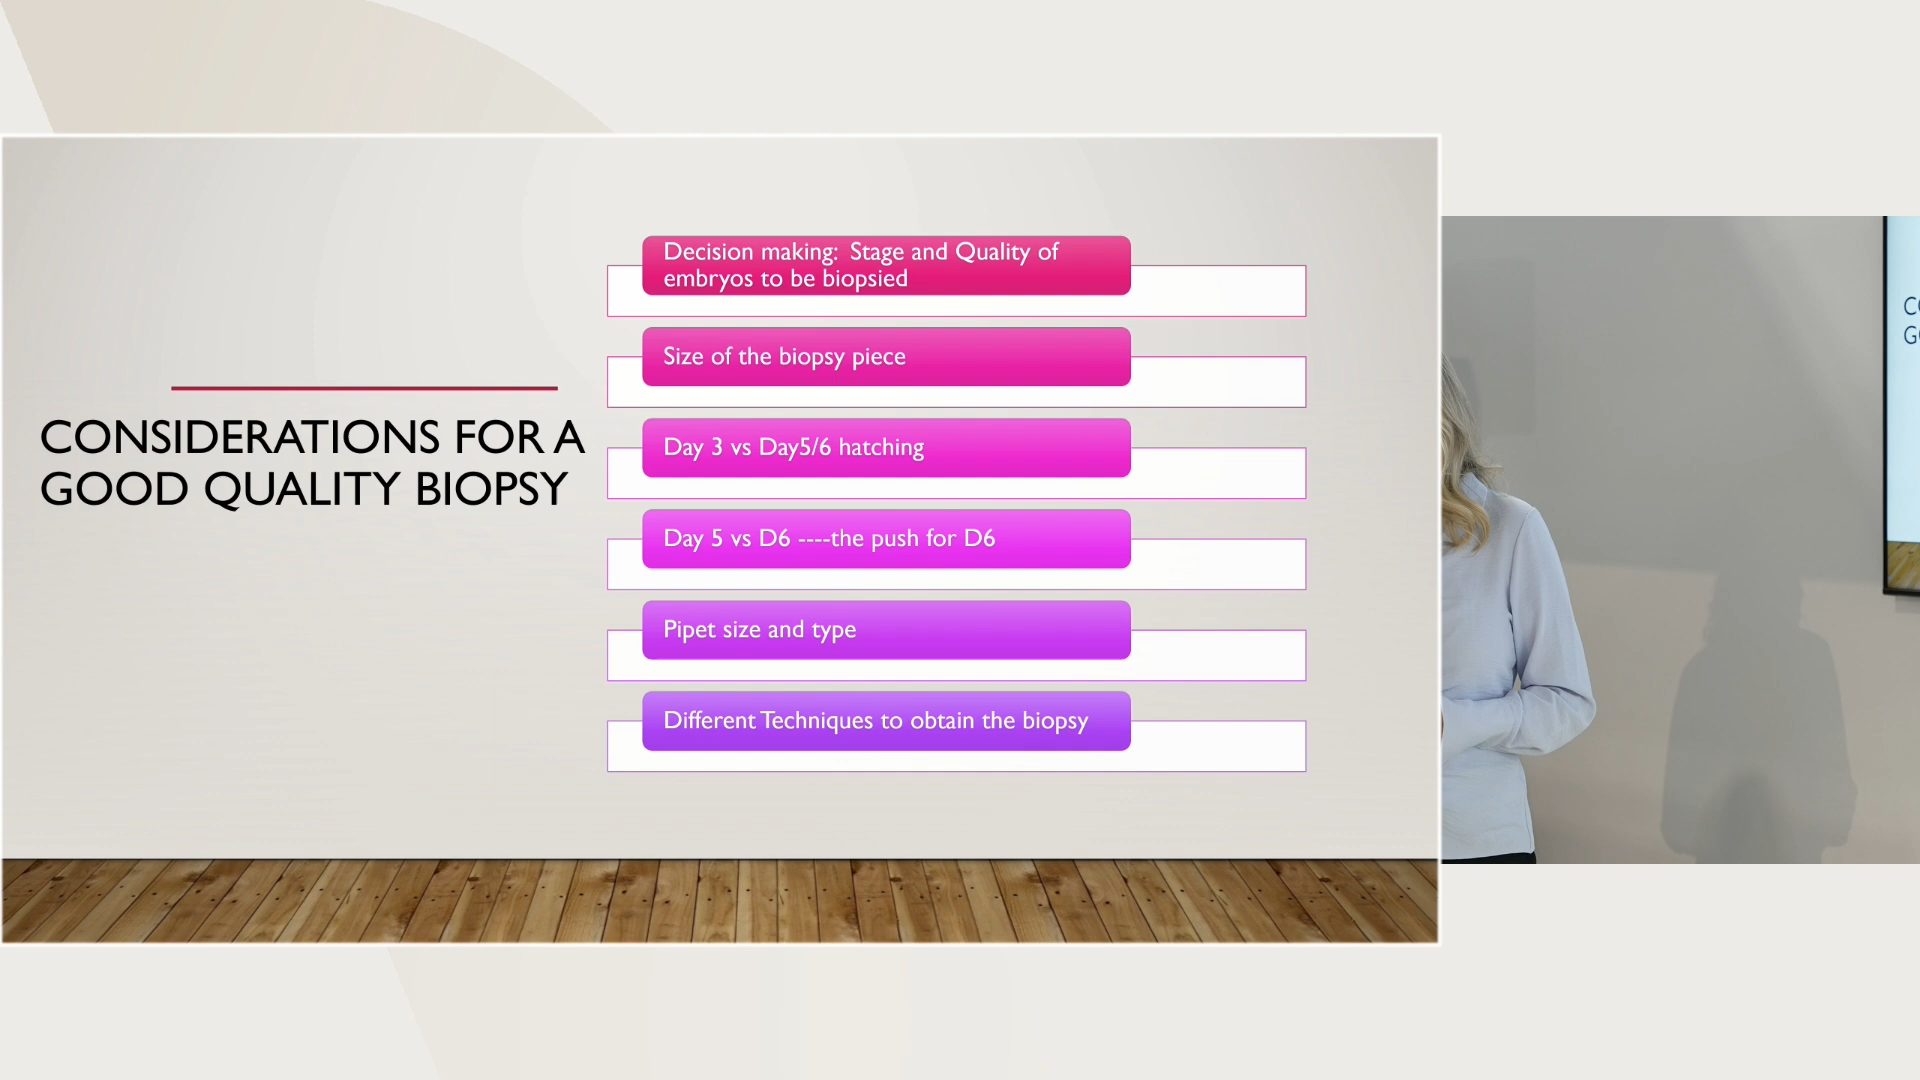 CONSIDERATIONS FOR A
GOOD QUALITY BIOPSY
Decision making:  Stage and Quality of
embryos to be biopsied
Size of the biopsy piece
Day 3 vs Day5/6 hatching
Day 5 vs D6 ----the push for D6
Pipet size and type
Different Techniques to obtain the biopsy